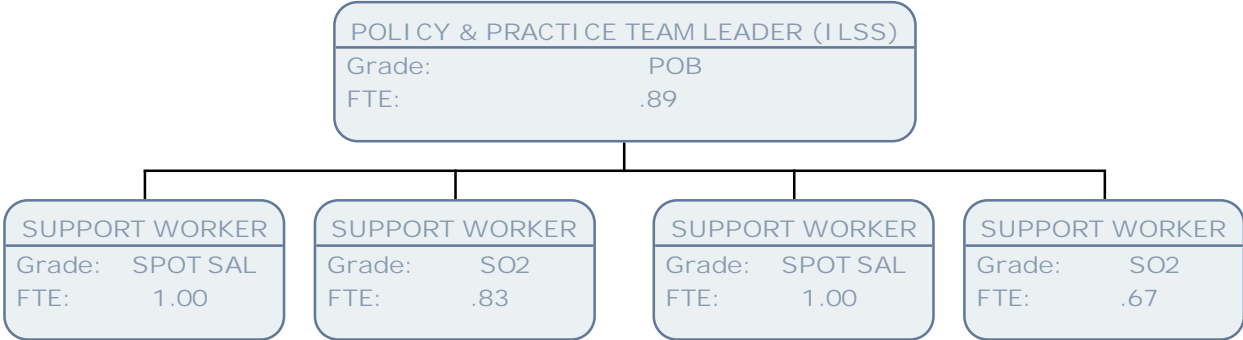 POLICY & PRACTICE TEAM LEADER (ILSS)
Grade: POB
FTE: .89
SUPPORT WORKER
Grade: SPOT SAL
FTE: 1.00
SUPPORT WORKER
Grade: SO2
FTE: .83
SUPPORT WORKER
Grade: SPOT SAL
FTE: 1.00
SUPPORT WORKER
Grade: SO2
FTE: .67